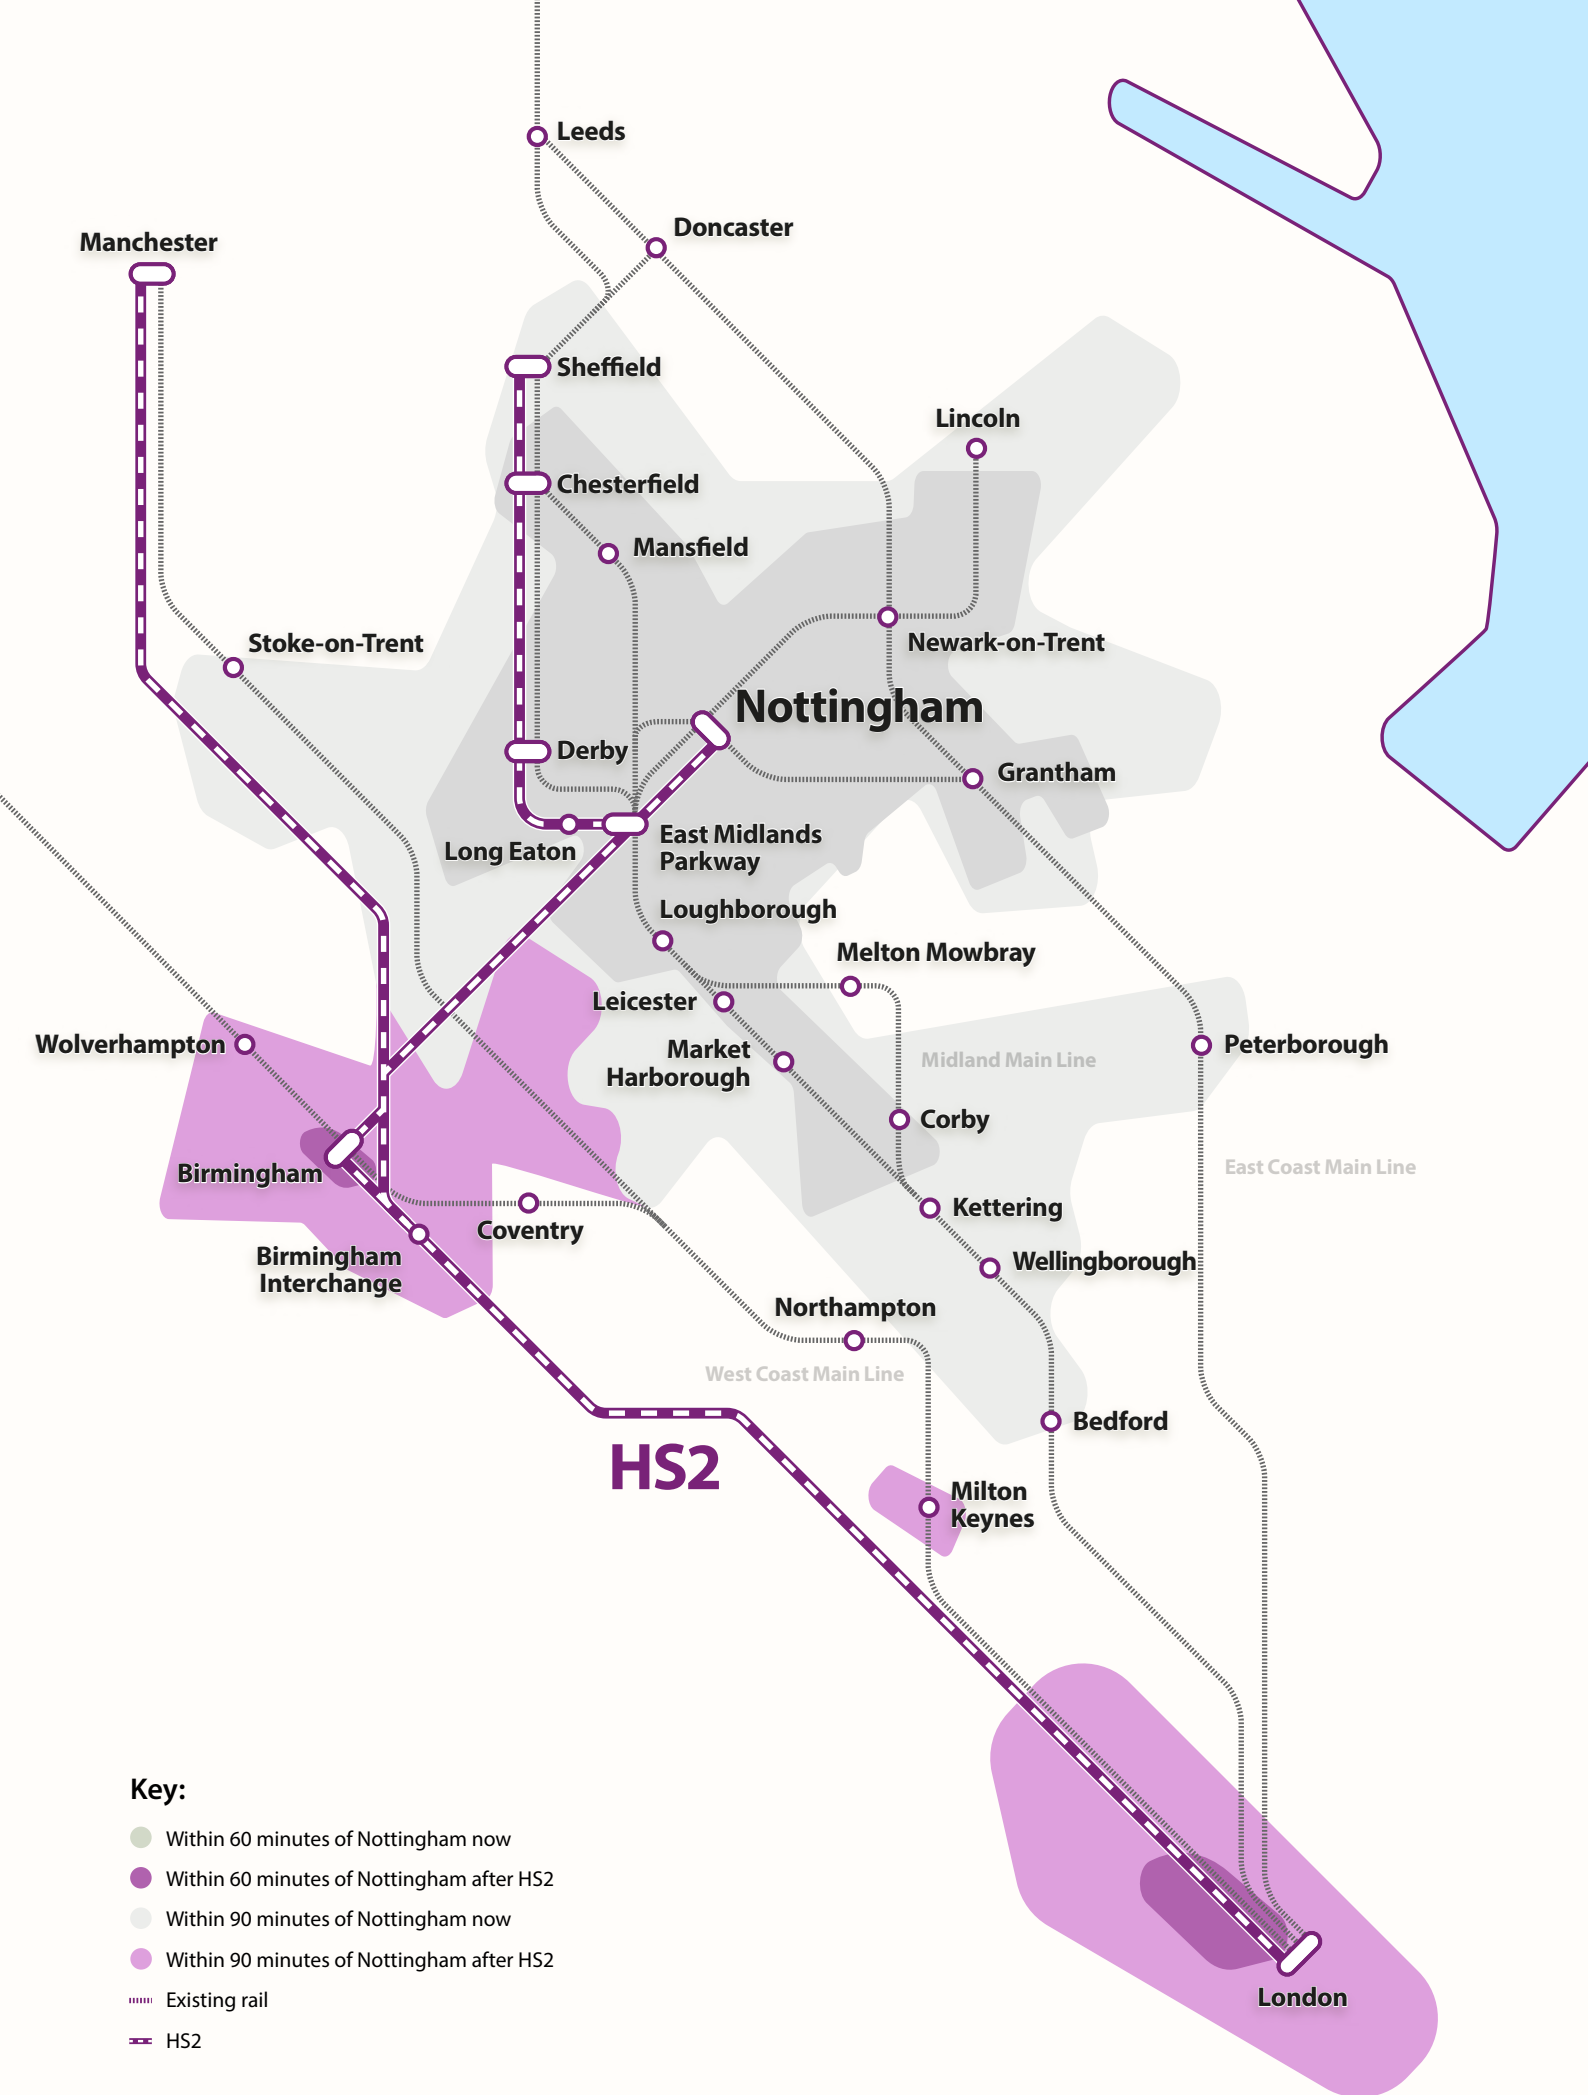 Leeds
Doncaster
Manchester
Sheffield
Lincoln
Chesterfield
Mansfield
Stoke-on-Trent
Newark-on-Trent
Nottingham
Derby
Grantham
East Midlands
Parkway
Long Eaton
Loughborough
Melton Mowbray
Leicester
Wolverhampton
Market
Harborough
Midland Main Line
Peterborough
Corby
Birmingham
East Coast Main Line
Kettering
Coventry
Birmingham
Interchange
Wellingborough
Northampton
West Coast Main Line
Bedford
HS2
Milton
Keynes
London
Key:
Within 60 minutes of Nottingham now
Within 60 minutes of Nottingham after HS2
Within 90 minutes of Nottingham now
Within 90 minutes of Nottingham after HS2
Existing rail
HS2